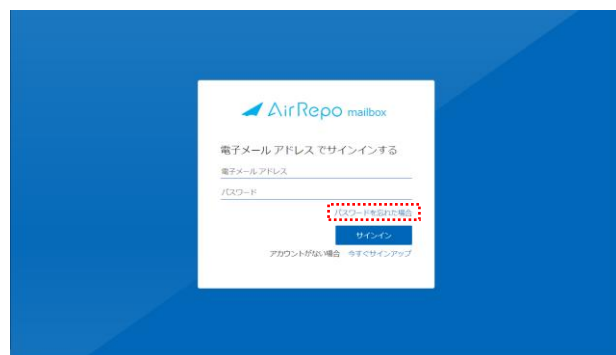 AirRepo mailbox
電子メール アドレス でサインインする
電子メール アドレス
パスワード
パスワードを忘れた場合
サインイン
アカウントがない場合 今すぐサインアップ